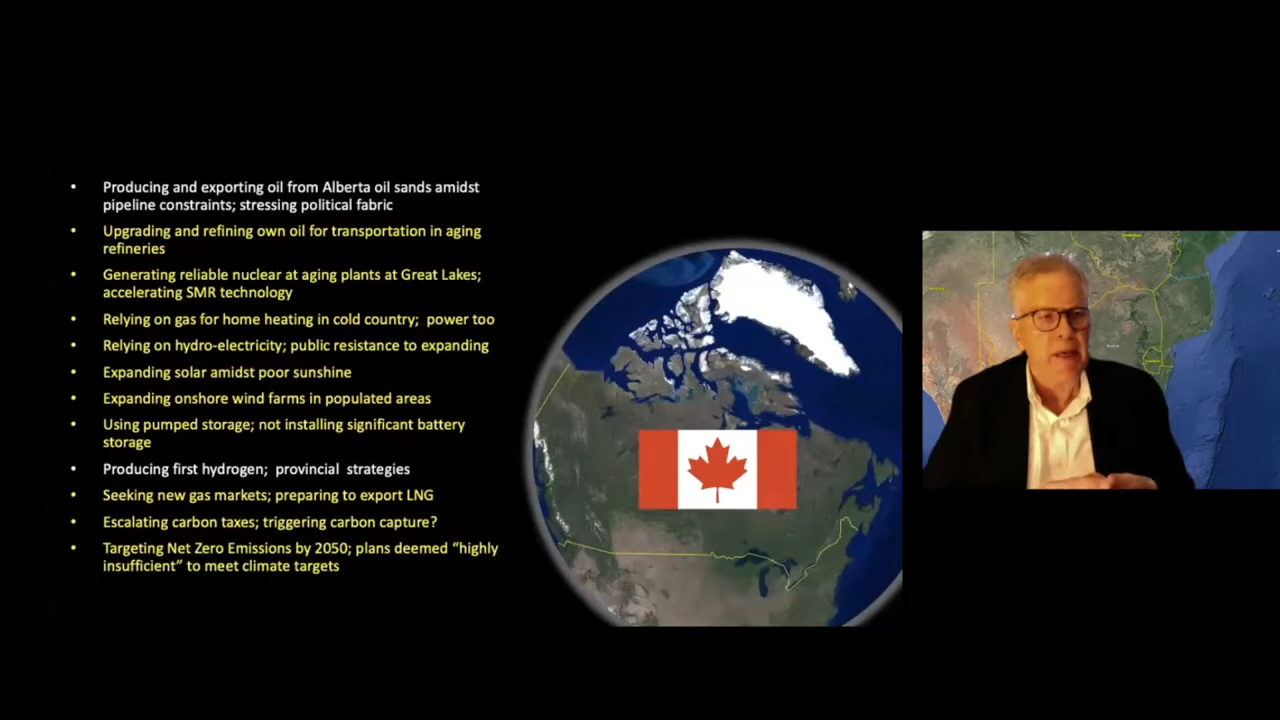 • Producing and exporting oil from Alberta oil sands amidst
pipeline constraints; stressing political fabric
• Upgrading and refining own oil for transportation in aging
refineries
• Generating reliable nuclear at aging plants at Great Lakes;
accelerating SMR technology
• Relying on gas for home heating in cold country;  power too
• Relying on hydro-electricity; public resistance to expanding
• Expanding solar amidst poor sunshine
• Expanding onshore wind farms in populated areas
• Using pumped storage; not installing significant battery
storage
• Producing first hydrogen;  provincial  strategies
• Seeking new gas markets; preparing to export LNG
• Escalating carbon taxes; triggering carbon capture?
• Targeting Net Zero Emissions by 2050; plans deemed “highly
insufficient” to meet climate targets